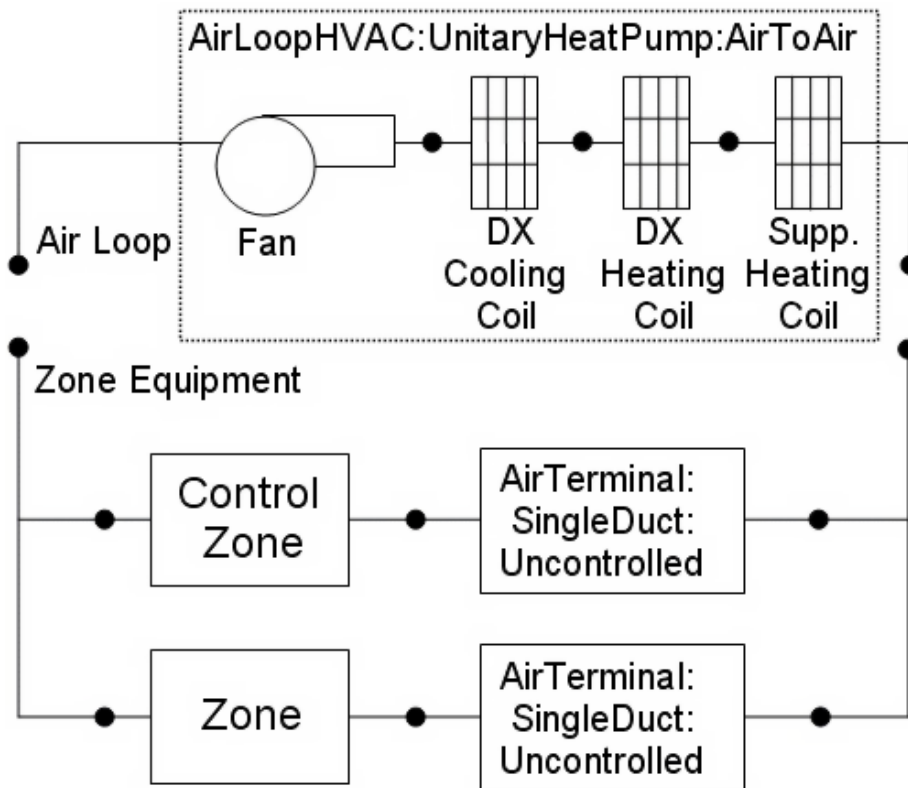 AirLoopHVAC:UnitaryHeatPump:AirToAir
Air Loop
Fan
DX
Cooling
Coil
DX
Heating
Coil
Supp.
Heating
Coil
Zone Equipment
Control
Zone
AirTerminal:
SingleDuct:
Uncontrolled
Zone
AirTerminal:
SingleDuct:
Uncontrolled